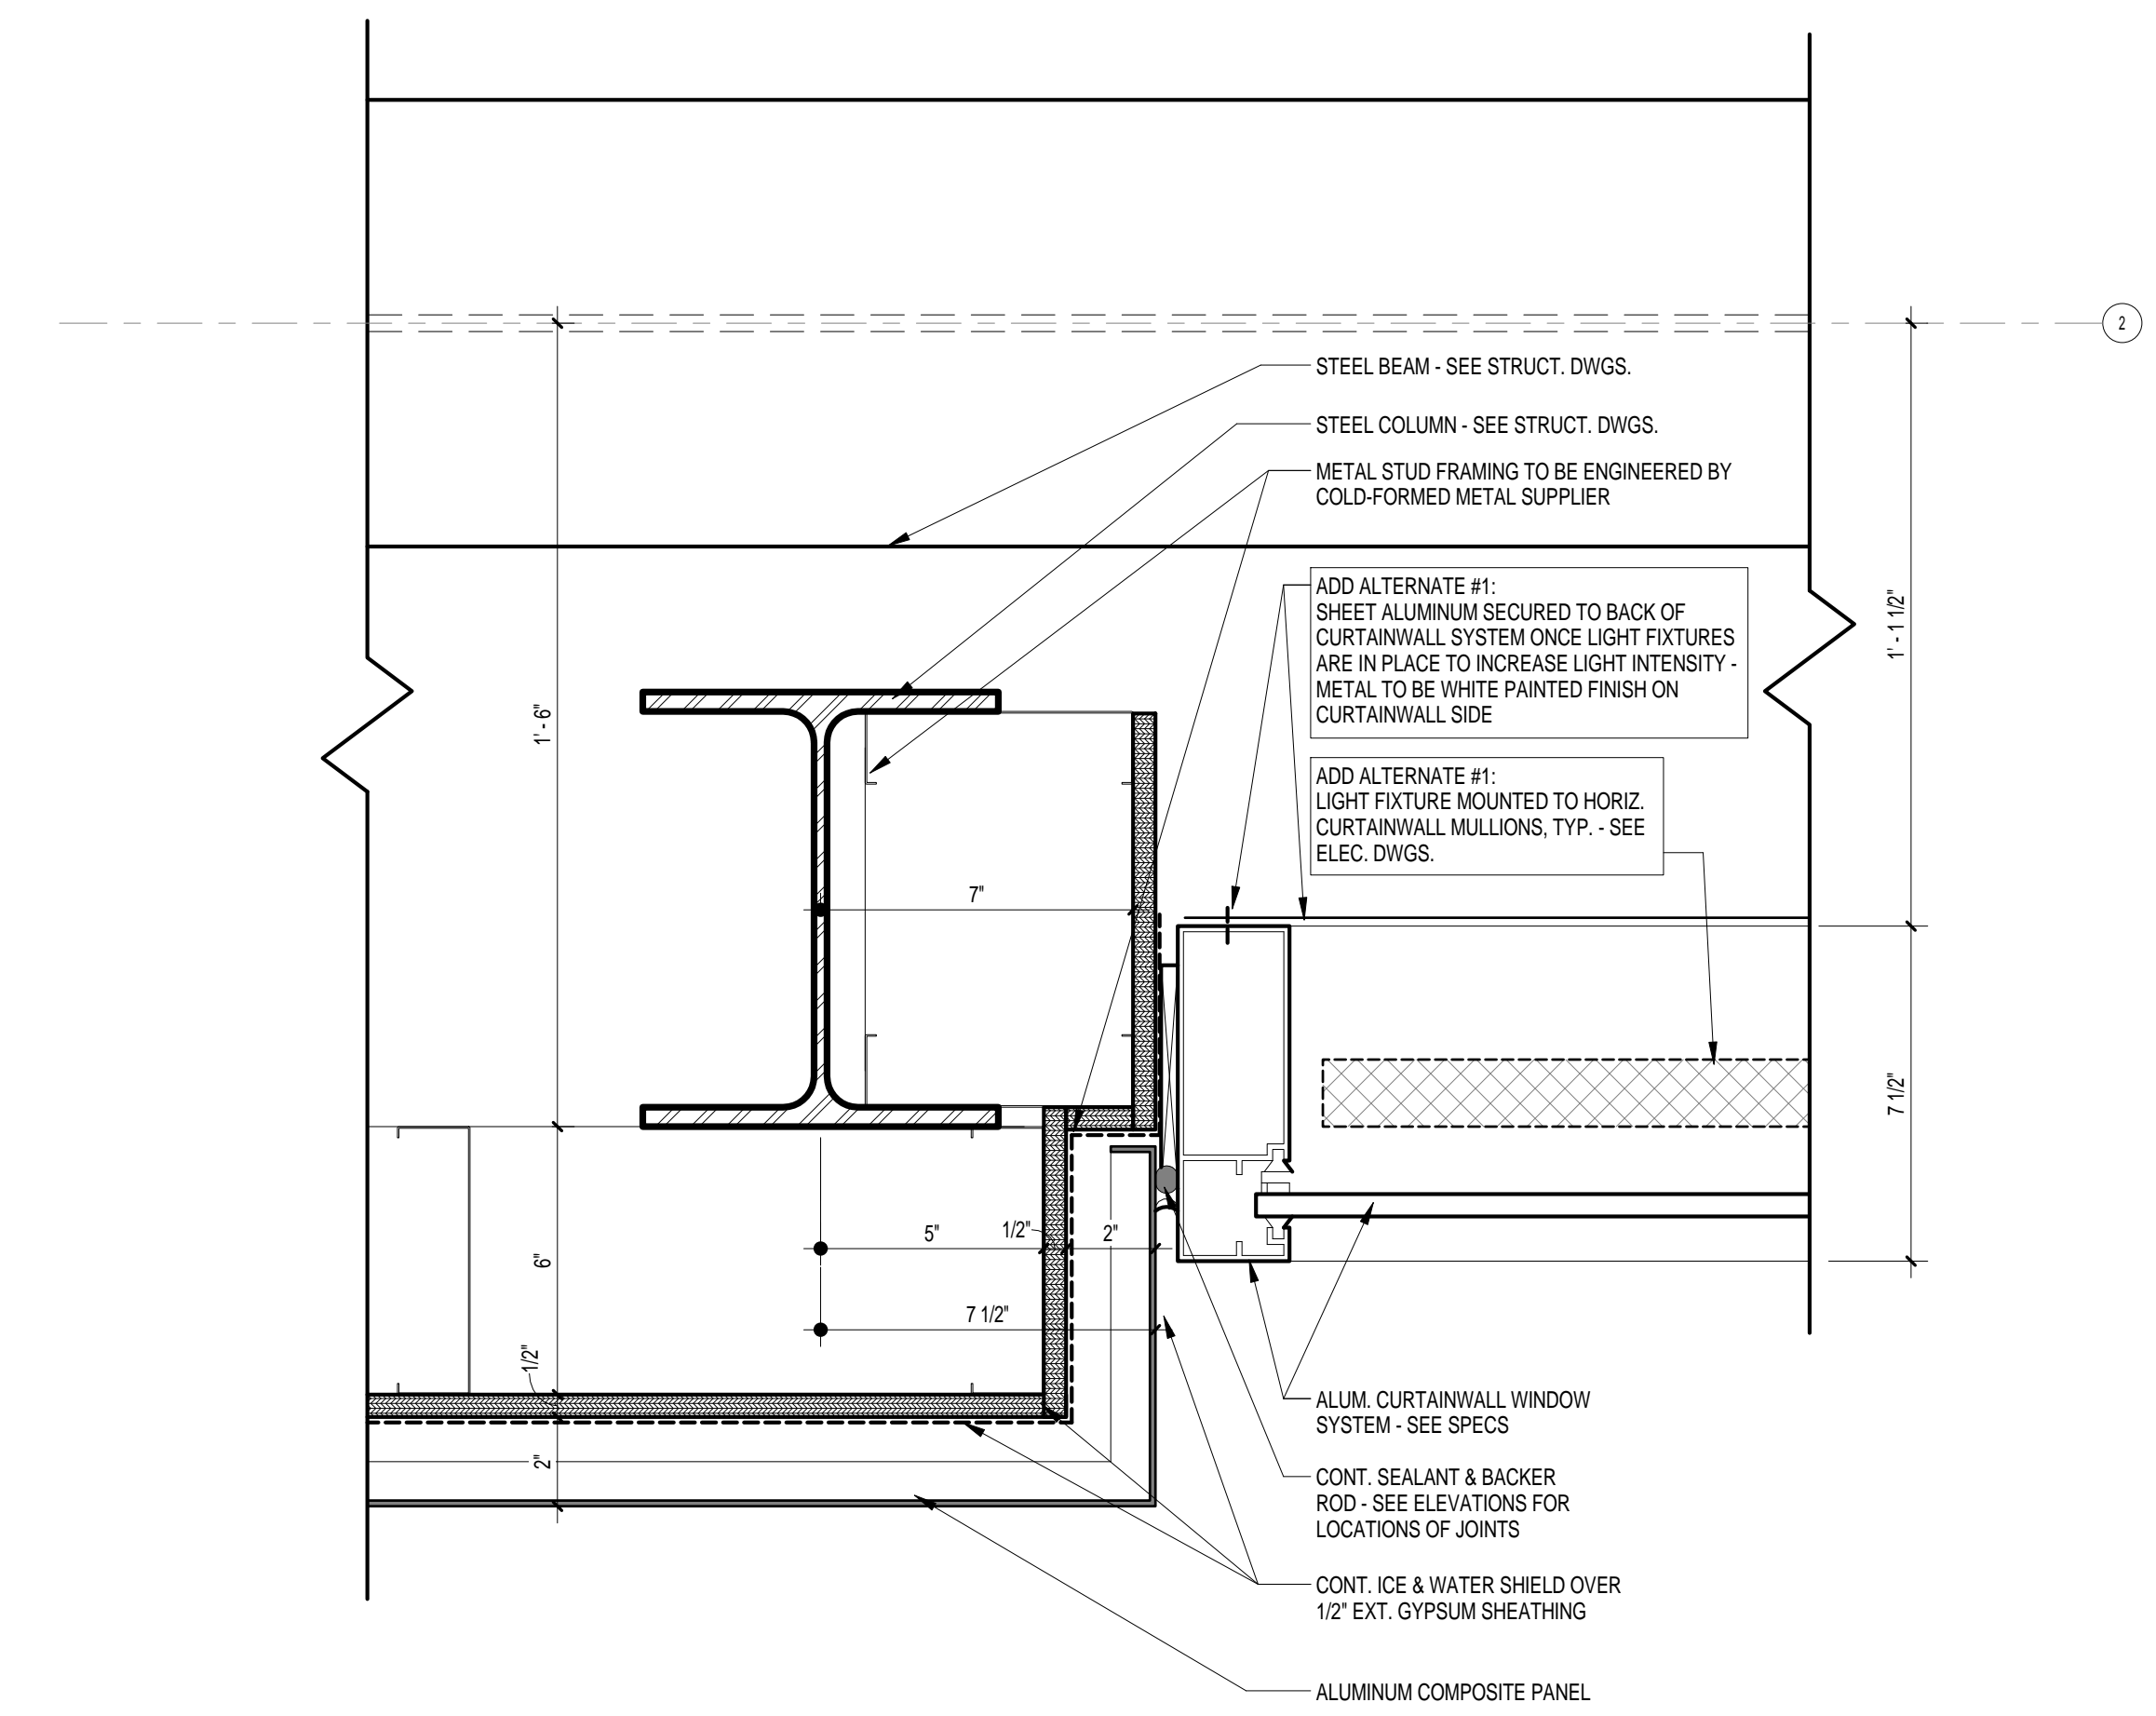 2
STEEL BEAM - SEE STRUCT. DWGS.
STEEL COLUMN - SEE STRUCT. DWGS.
METAL STUD FRAMING TO BE ENGINEERED BY
COLD-FORMED METAL SUPPLIER
ADD ALTERNATE #1:
SHEET ALUMINUM SECURED TO BACK OF
CURTAINWALL SYSTEM ONCE LIGHT FIXTURES
ARE IN PLACE TO INCREASE LIGHT INTENSITY -
METAL TO BE WHITE PAINTED FINISH ON
CURTAINWALL SIDE
1' - 1 1/2"
1' - 6"
ADD ALTERNATE #1:
LIGHT FIXTURE MOUNTED TO HORIZ.
CURTAINWALL MULLIONS, TYP. - SEE
ELEC. DWGS.
7"
7 1/2"
5"
1/2"
2"
6"
7 1/2"
1/2"
2"
ALUM. CURTAINWALL WINDOW
SYSTEM - SEE SPECS
CONT. SEALANT & BACKER
ROD - SEE ELEVATIONS FOR
LOCATIONS OF JOINTS
CONT. ICE & WATER SHIELD OVER
1/2" EXT. GYPSUM SHEATHING
ALUMINUM COMPOSITE PANEL